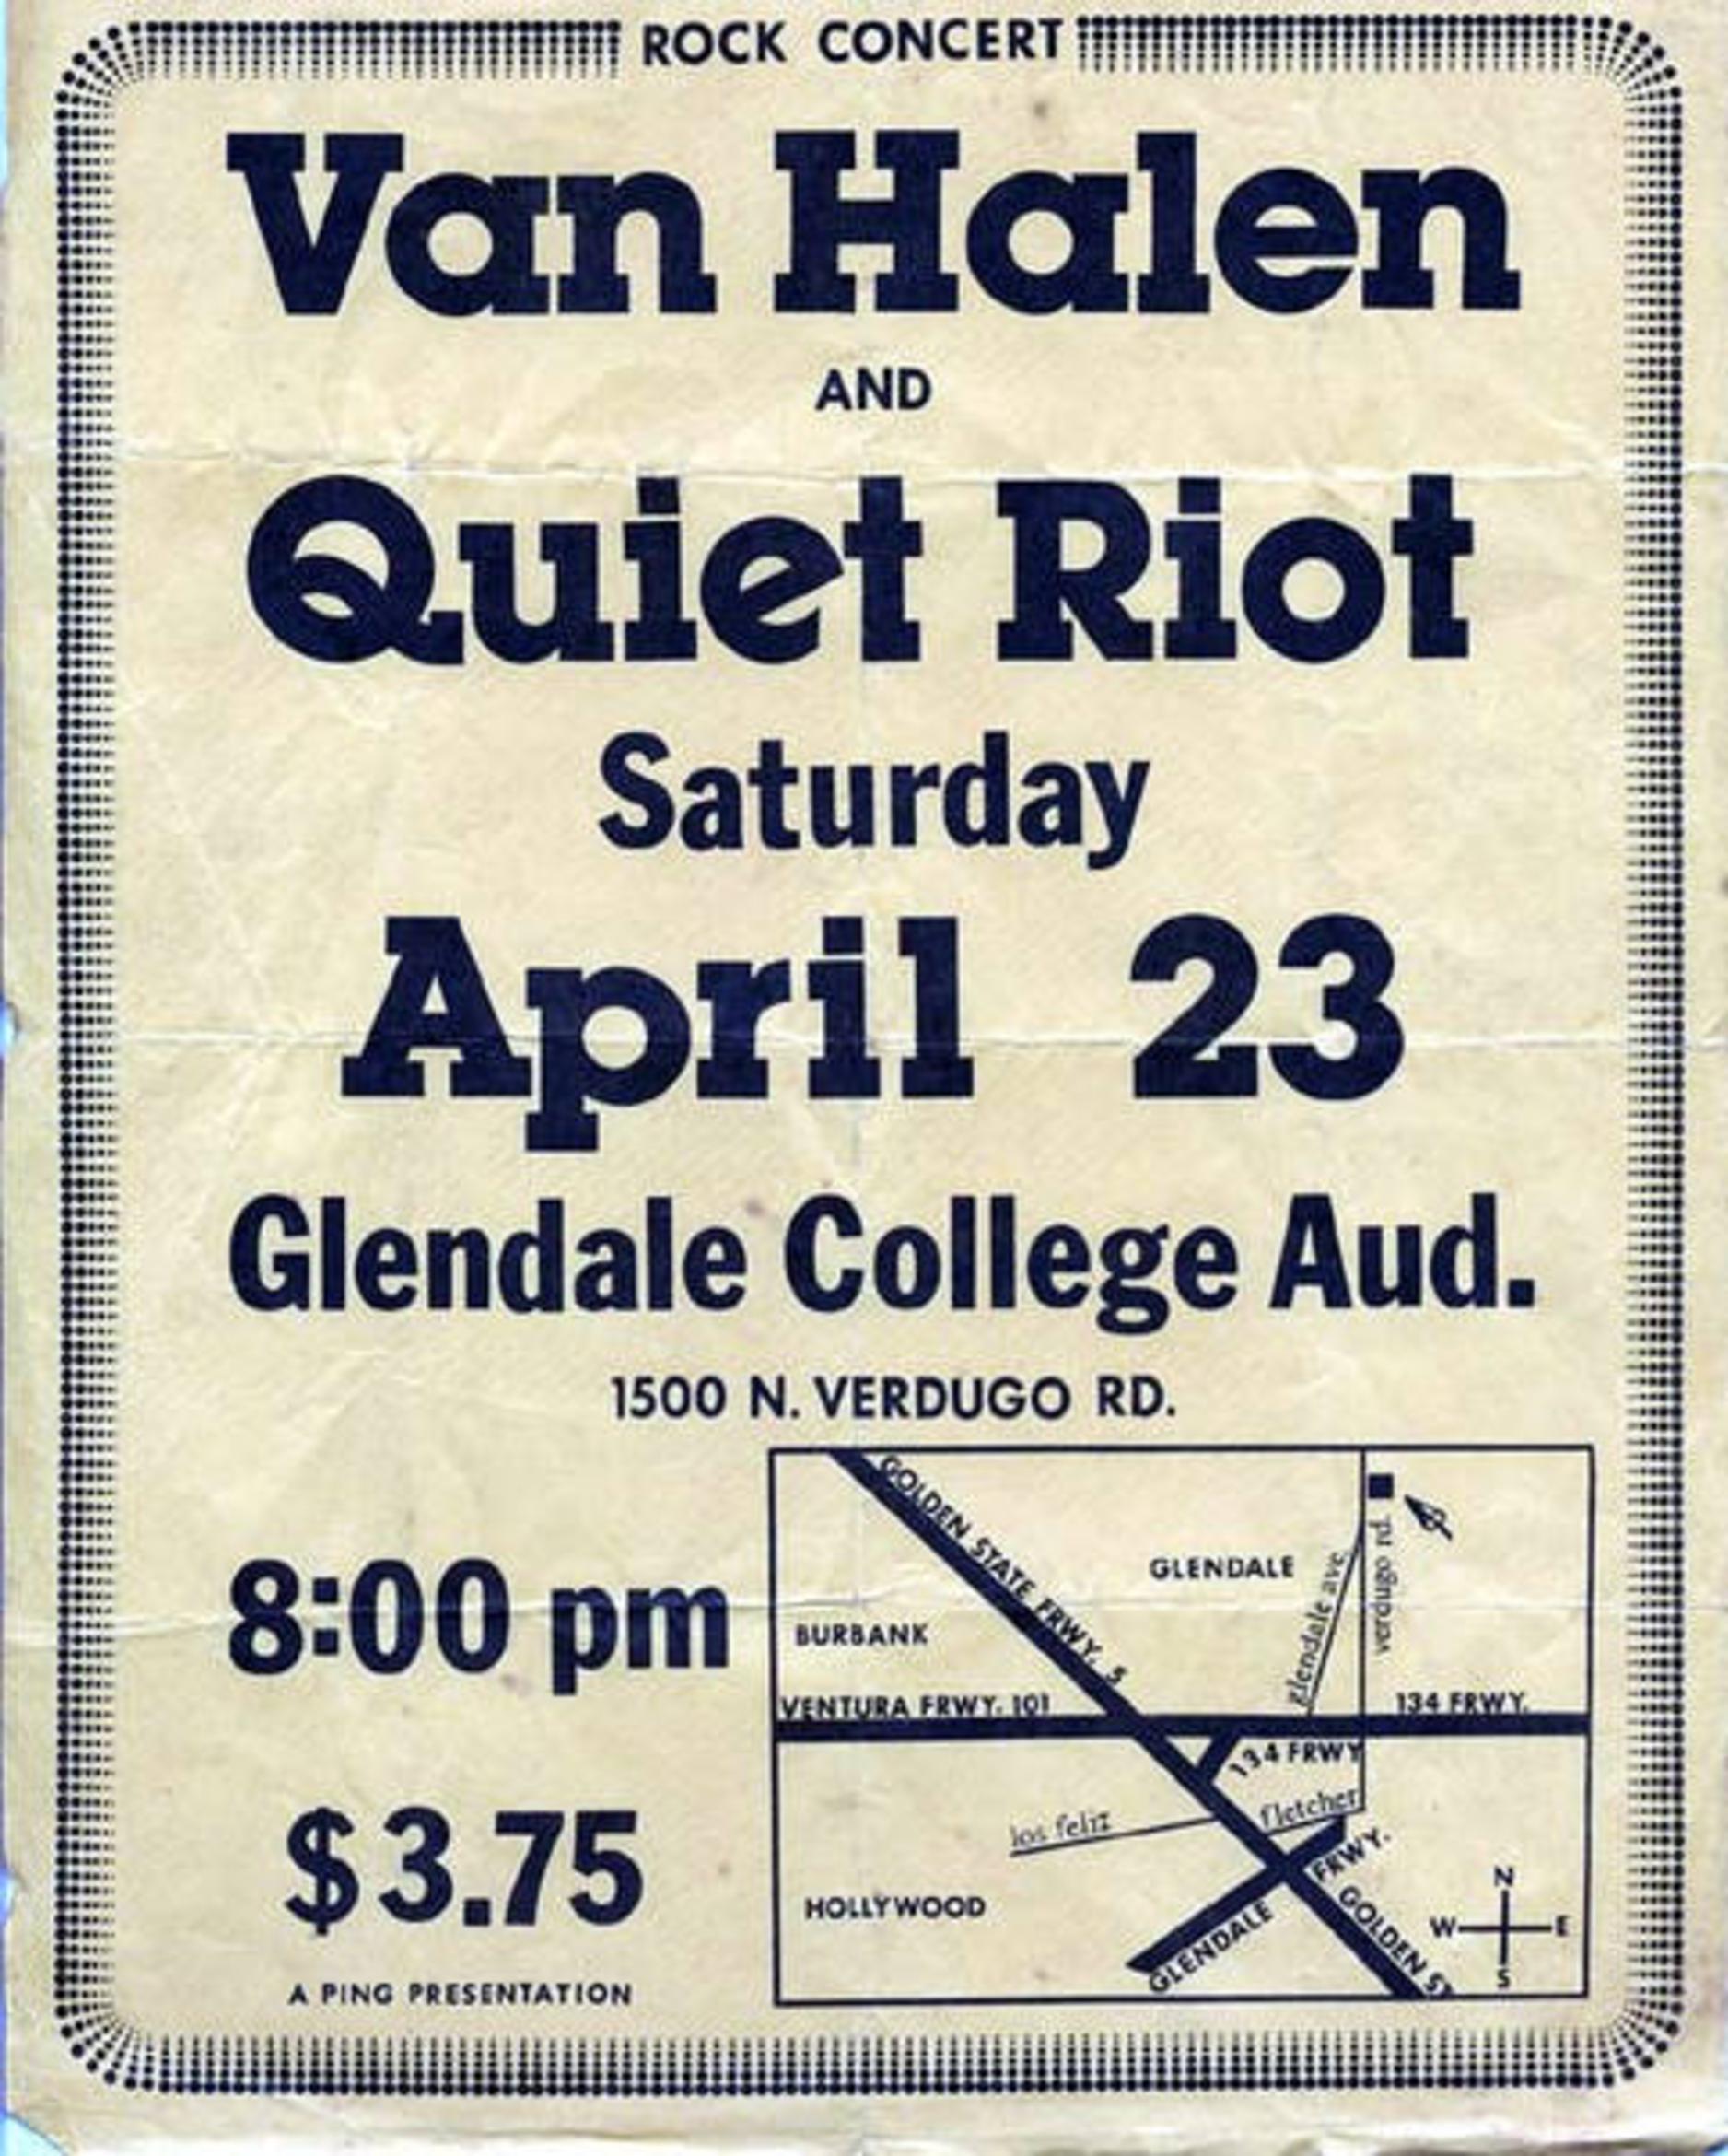 ROCK CONCERT
Van Halen
AND
Quiet Riot
Saturday
April 23
Glendale College Aud.
1500 N. VERDUGO RD.
8:00 pm
$3.75
A PING PRESENTATION
GOLDEN STATE FRWY. 5
GLENDALE
glendale ave.
verdugo rd.
BURBANK
VENTURA FRWY. 101
134 FRWY.
134 FRWY
los feliz
fletcher
HOLLYWOOD
GLENDALE FRWY.
GOLDEN ST
N
W E
S